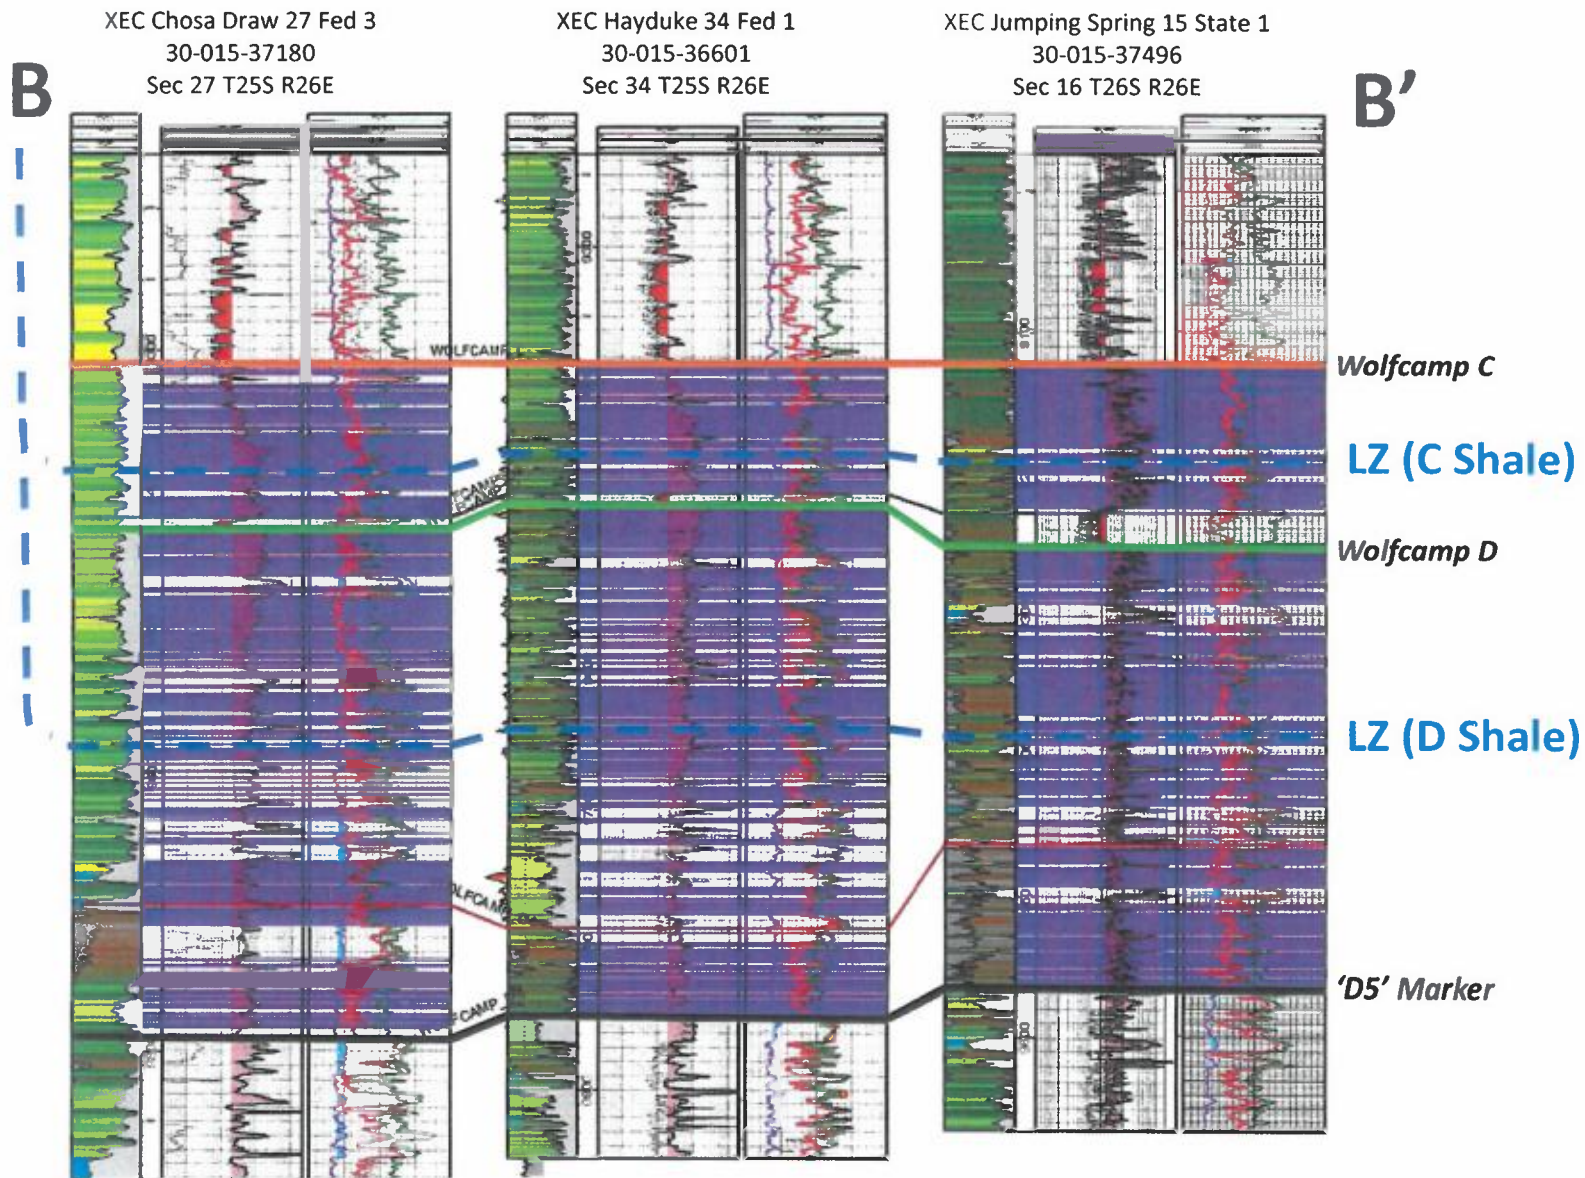 XEC Chosa Draw 27 Fed 3
30-015-37180
Sec 27 T25S R26E
XEC Hayduke 34 Fed 1
30-015-36601
Sec 34 T25S R26E
XEC Jumping Spring 15 State 1
30-015-37496
Sec 16 T26S R26E
B
B'
WOLFCAMP
Wolfcamp C
LZ (C Shale)
Wolfcamp D
LZ (D Shale)
'D5' Marker